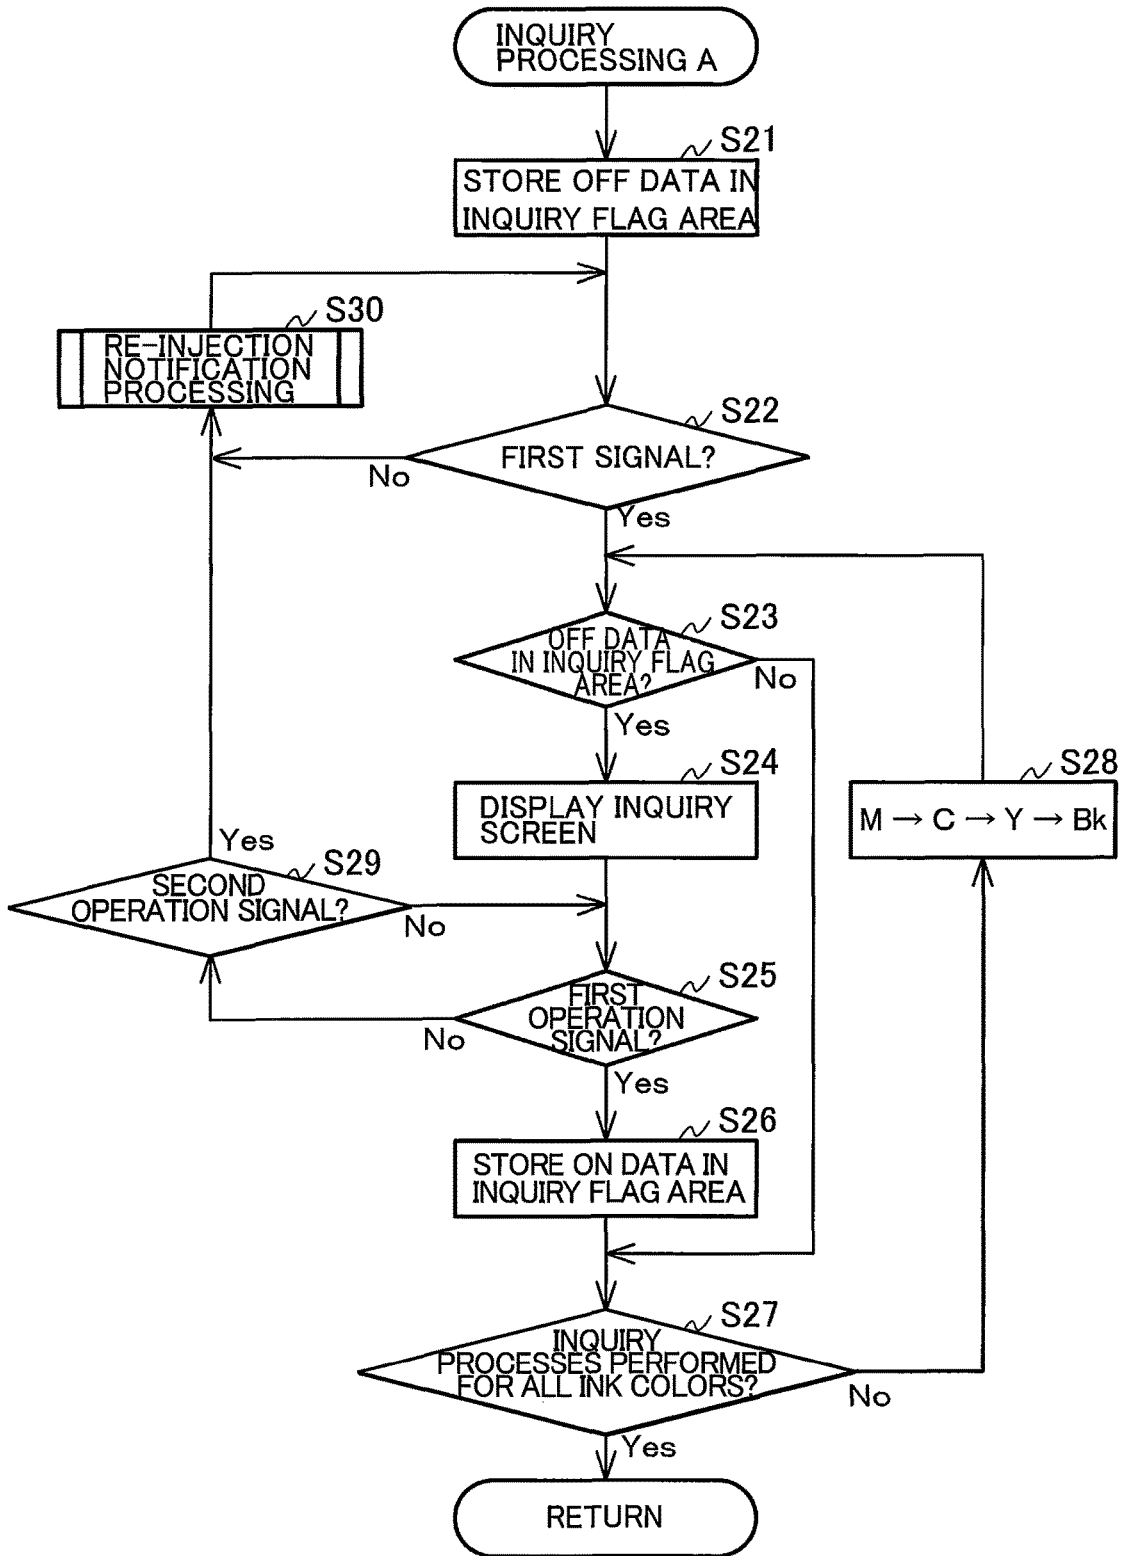 INQUIRY
PROCESSING A
S21
STORE OFF DATA IN
INQUIRY FLAG AREA
S30
RE-INJECTION
NOTIFICATION
PROCESSING
S22
FIRST SIGNAL?
No
Yes
S23
OFF DATA
IN INQUIRY FLAG
AREA?
No
Yes
S24
DISPLAY INQUIRY
SCREEN
S28
M → C → Y → Bk
Yes
S29
SECOND
OPERATION SIGNAL?
No
S25
FIRST
OPERATION
SIGNAL?
No
Yes
S26
STORE ON DATA IN
INQUIRY FLAG AREA
S27
INQUIRY
PROCESSES PERFORMED
FOR ALL INK COLORS?
No
Yes
RETURN